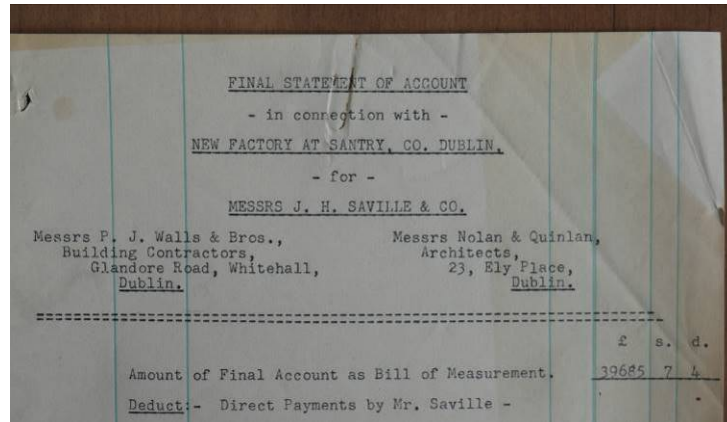 FINAL STATEMENT OF ACCOUNT
- in connection with -
NEW FACTORY AT SANTRY, CO. DUBLIN.
- for -
MESSRS J. H. SAVILLE & CO.
Messrs P. J. Walls & Bros., Messrs Nolan & Quinlan,
Building Contractors, Architects,
Glandore Road, Whitehall, 23, Ely Place,
Dublin. Dublin.
£ s. d.
Amount of Final Account as Bill of Measurement. 39685 7 4
Deduct:- Direct Payments by Mr. Saville -